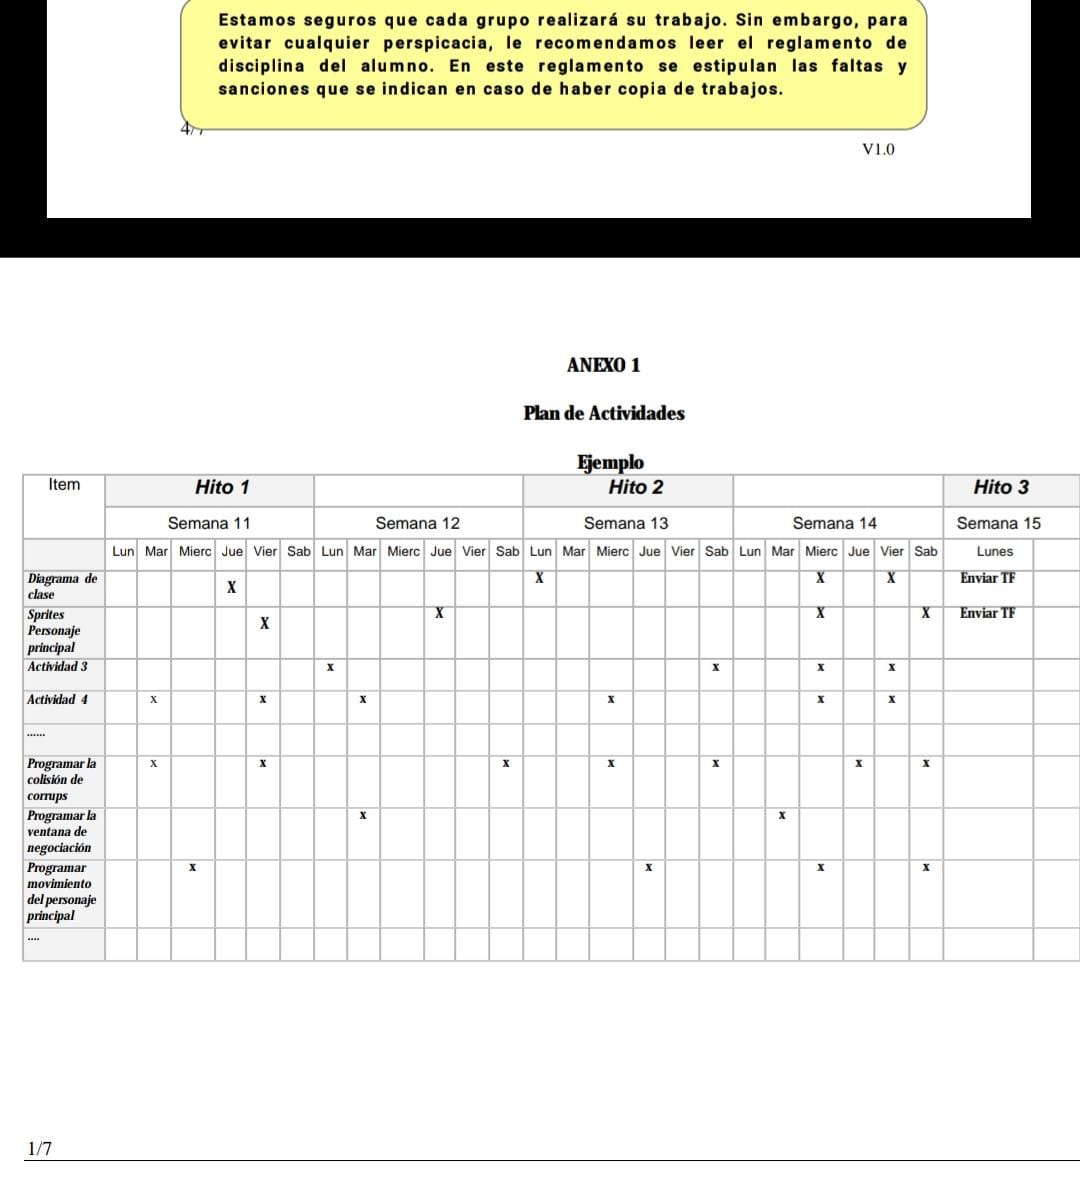 Estamos seguros que cada grupo realizará su trabajo. Sin embargo, para
evitar cualquier perspicacia, le recomendamos leer el reglamento de
disciplina del alumno. En este reglamento se estipulan las faltas y
sanciones que se indican en caso de haber copia de trabajos.
4/7
V1.0
ANEXO 1
Plan de Actividades
Ejemplo
Item Hito 1 Hito 2 Hito 3
Semana 11 Semana 12 Semana 13 Semana 14 Semana 15
Lun Mar Mierc Jue Vier Sab Lun Mar Mierc Jue Vier Sab Lun Mar Mierc Jue Vier Sab Lun Mar Mierc Jue Vier Sab Lunes
Diagrama de X X X Enviar TF
clase X
Sprites X X X Enviar TF
Personaje X
principal
Actividad 3 x x x x
Actividad 4 x x x x x x
......
Programar la x x x x x x x
colisión de
corrups
Programar la x x
ventana de
negociación
Programar x x x x
movimiento
del personaje
principal
....
1/7